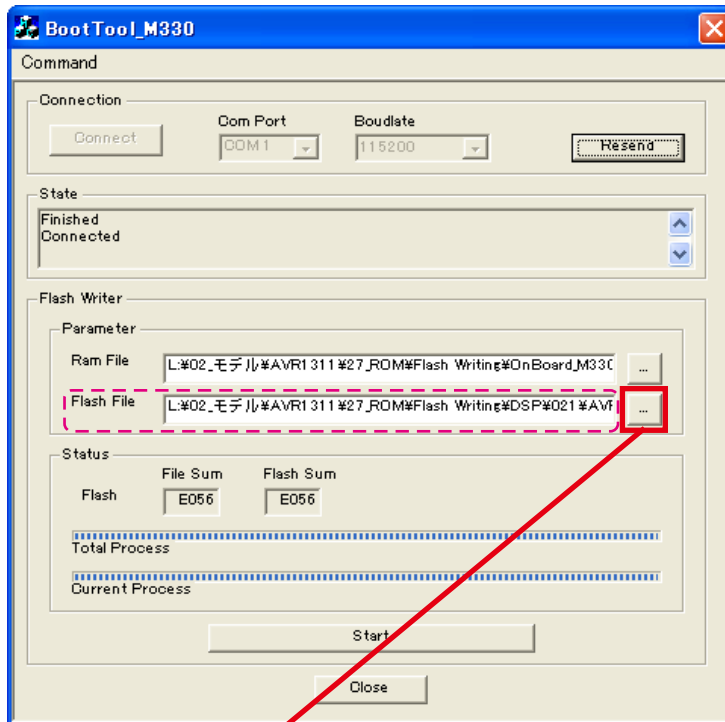 BootTool_M330
Command
Connection
Connect
Com Port
COM1
Boudlate
115200
Resend
State
Finished
Connected
Flash Writer
Parameter
Ram File
L:¥02_モデル¥AVR1311¥27_ROM¥Flash Writing¥OnBoard_M330
...
Flash File
L:¥02_モデル¥AVR1311¥27_ROM¥Flash Writing¥DSP¥021¥AVR
...
Status
File Sum
Flash Sum
Flash
E056
E056
Total Process
Current Process
Start
Close